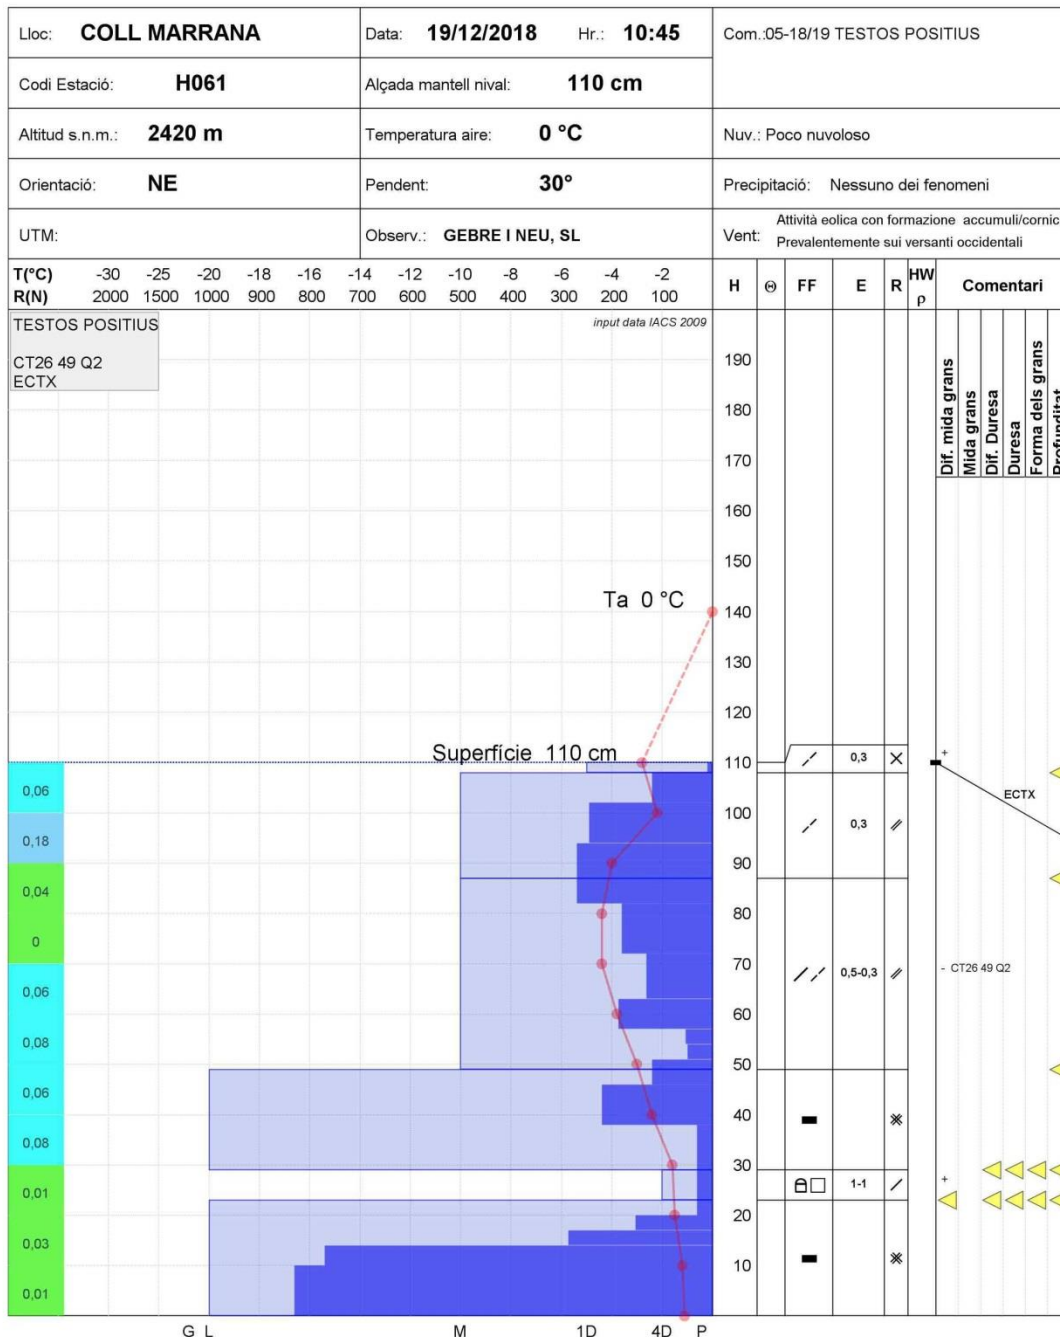 Lloc: COLL MARRANA Data: 19/12/2018 Hr.: 10:45 Com.:05-18/19 TESTOS POSITIUS
Codi Estació: H061 Alçada mantell nival: 110 cm
Altitud s.n.m.: 2420 m Temperatura aire: 0 °C Nuv.: Poco nuvoloso
Orientació: NE Pendent: 30° Precipitació: Nessuno dei fenomeni
UTM: Observ.: GEBRE I NEU, SL Vent: Attività eolica con formazione accumuli/cornic
Prevalentemente sui versanti occidentali
T(°C) -30 -25 -20 -18 -16 -14 -12 -10 -8 -6 -4 -2 H Θ FF E R HW Comentari
R(N) 2000 1500 1000 900 800 700 600 500 400 300 200 100 ρ
TESTOS POSITIUS
CT26 49 Q2
ECTX
input data IACS 2009
Dif. mida grans
Mida grans
Dif. Duresa
Duresa
Forma dels grans
Profunditat
190
180
170
160
150
Ta 0 °C
140
130
120
Superfície 110 cm
110 0,3 +
0,06
100 ECTX
0,3
0,18
90
0,04
80
0
70 0,5-0,3 - CT26 49 Q2
0,06
60
0,08
50
0,06
40
0,08
30
0,01 1-1 +
20
0,03
10
0,01
G L M 1D 4D P